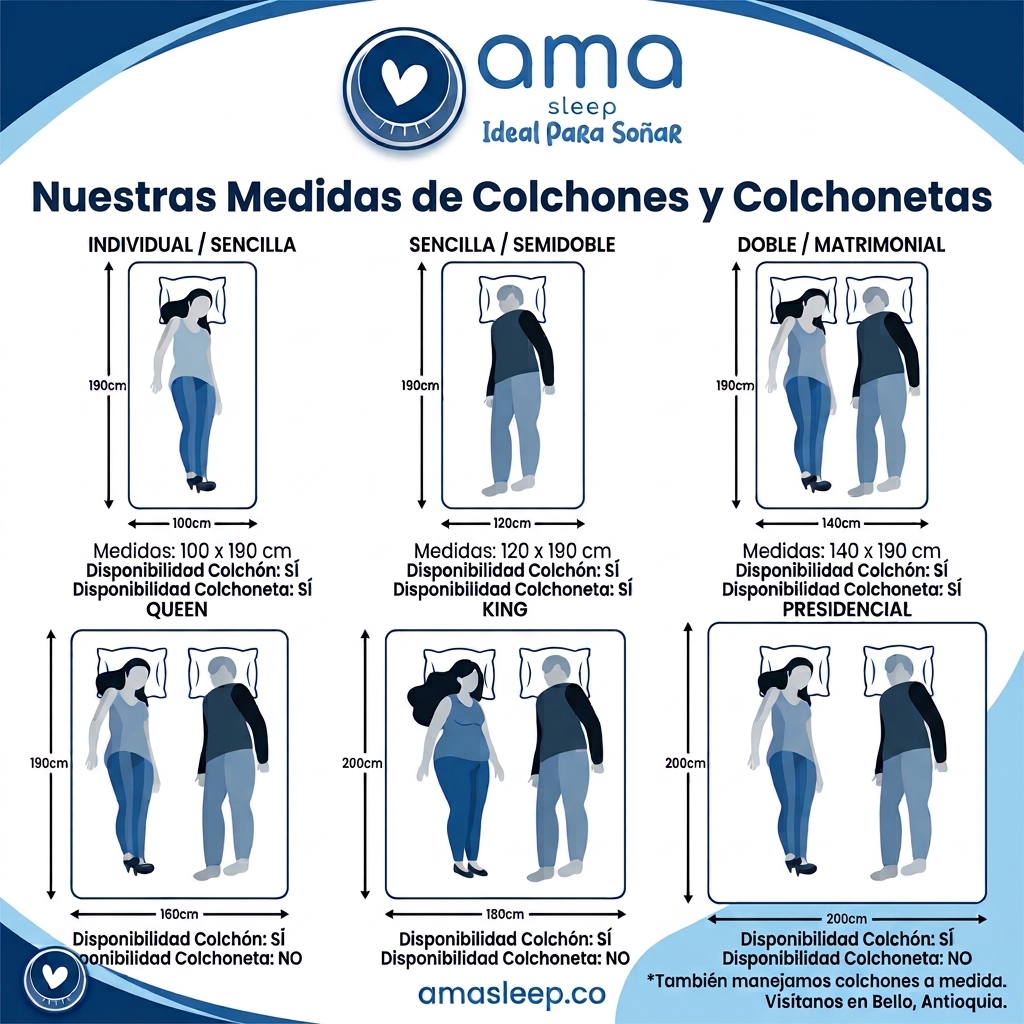 ama
sleep
Ideal Para Soñar
Nuestras Medidas de Colchones y Colchonetas
INDIVIDUAL / SENCILLA
190cm
100cm
Medidas: 100 x 190 cm
Disponibilidad Colchón: SÍ
Disponibilidad Colchoneta: SÍ
SENCILLA / SEMIDOBLE
190cm
120cm
Medidas: 120 x 190 cm
Disponibilidad Colchón: SÍ
Disponibilidad Colchoneta: SÍ
DOBLE / MATRIMONIAL
190cm
140cm
Medidas: 140 x 190 cm
Disponibilidad Colchón: SÍ
Disponibilidad Colchoneta: SÍ
QUEEN
190cm
160cm
Disponibilidad Colchón: SÍ
ponibilidad Colchoneta: NO
KING
200cm
180cm
Disponibilidad Colchón: SÍ
Disponibilidad Colchoneta: NO
PRESIDENCIAL
200cm
200cm
Disponibilidad Colchón: SÍ
Disponibilidad Colchoneta: NO
*También manejamos colchones a medida.
Visítanos en Bello, Antioquia.
amasleep.co